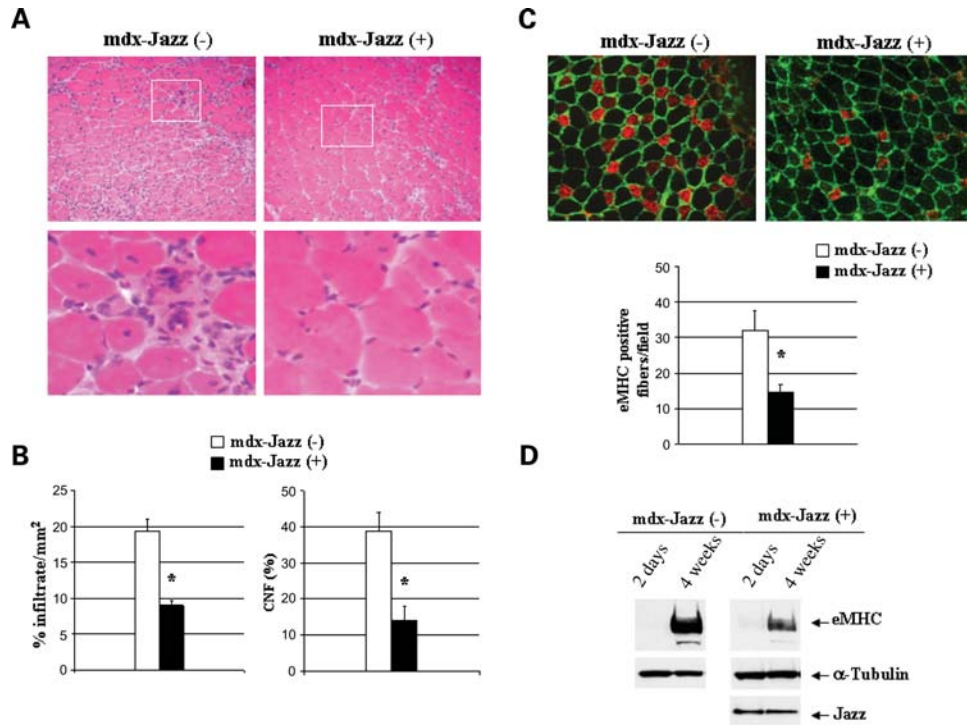 A
mdx-Jazz (-)
mdx-Jazz (+)
B
mdx-Jazz (-)
mdx-Jazz (+)
% infiltrate/mm²
25
20
15
10
5
0
*
CNF (%)
50
40
30
20
10
0
*
C
mdx-Jazz (-)
mdx-Jazz (+)
mdx-Jazz (-)
mdx-Jazz (+)
eMHC positive
fibers/field
50
40
30
20
10
0
*
D
mdx-Jazz (-)
mdx-Jazz (+)
2 days
4 weeks
2 days
4 weeks
eMHC
α-Tubulin
Jazz